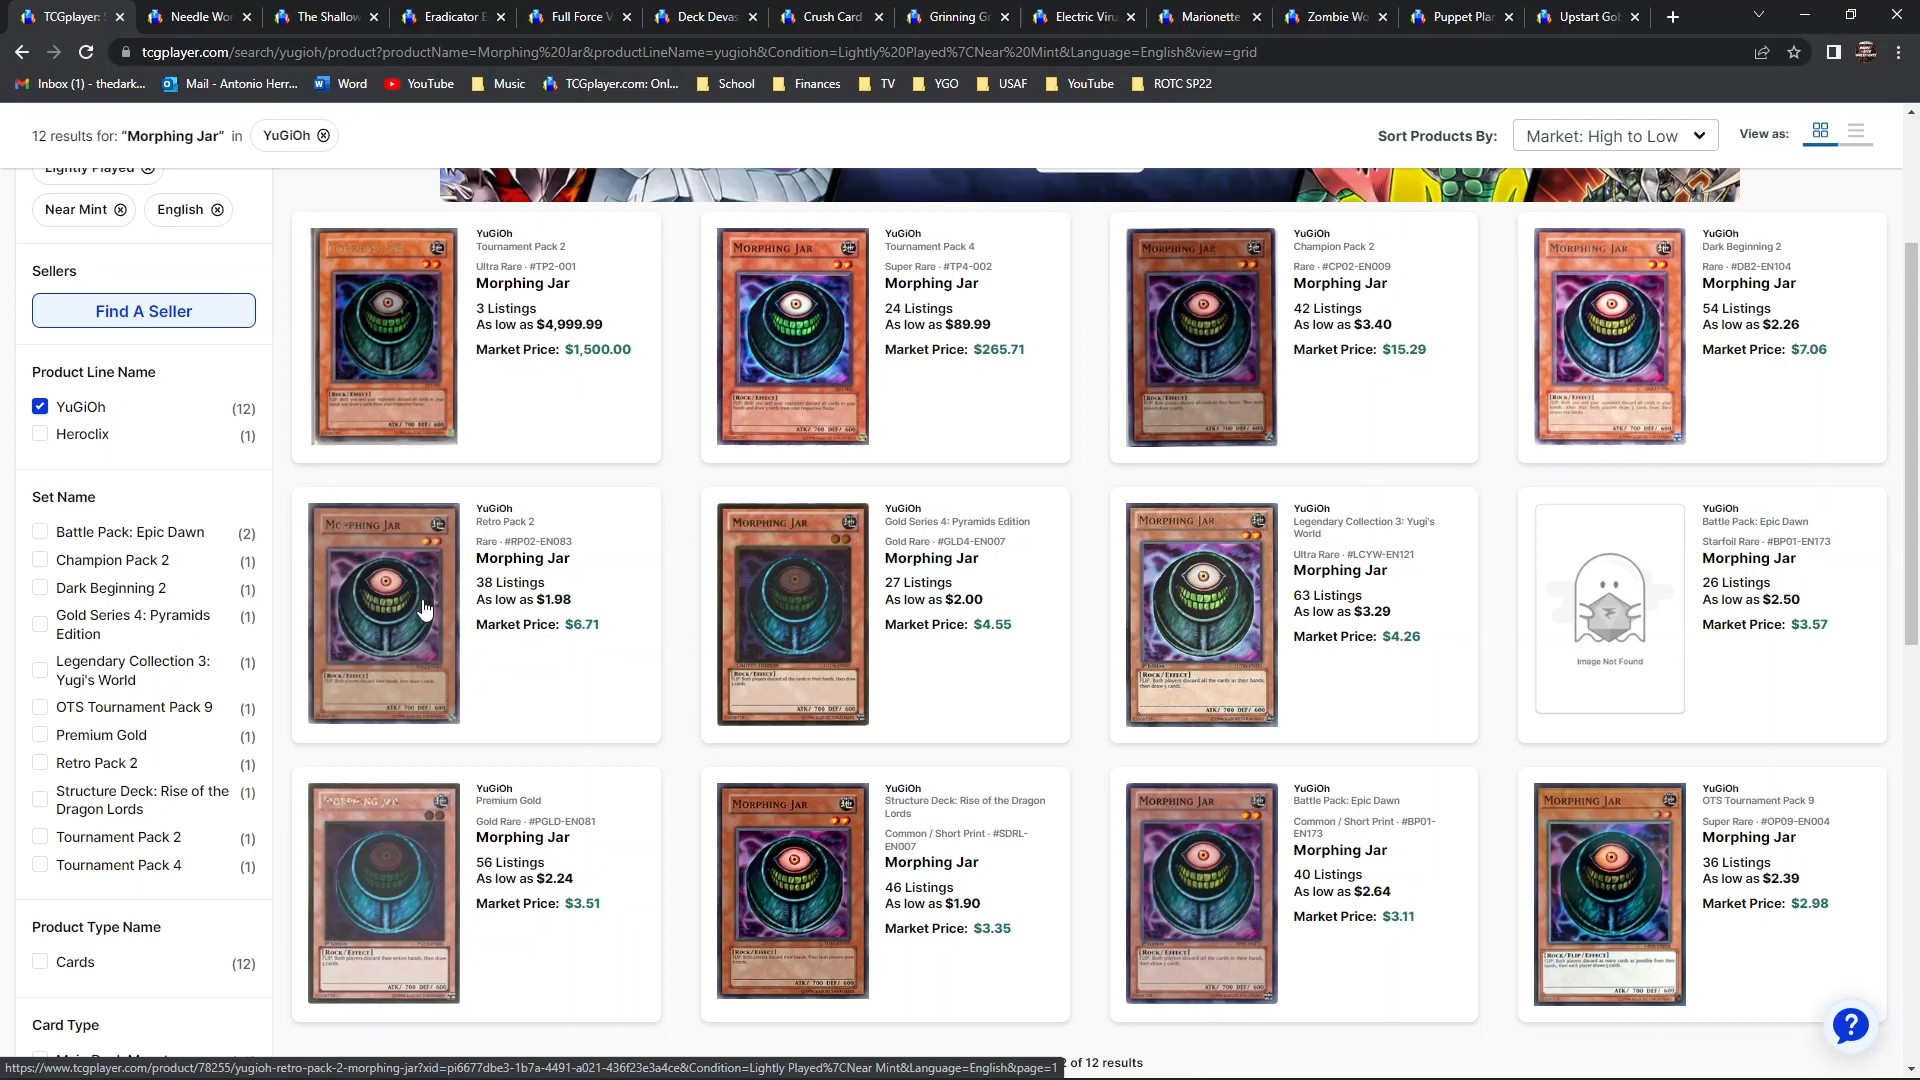 TCGplayer:
Needle Wo
The Shallow
Eradicator E
Full Force V
Deck Devas
Crush Card
Grinning Gr
Electric Viru
Marionette
Zombie Wo
Puppet Plan
Upstart Gol
tcgplayer.com/search/yugioh/product?productName=Morphing%20Jar&productLineName=yugioh&Condition=Lightly%20Played%7CNear%20Mint&Language=English&view=grid
Inbox (1) - thedark...
Mail - Antonio Herr...
Word
YouTube
Music
TCGplayer.com: Onl...
School
Finances
TV
YGO
USAF
YouTube
ROTC SP22
12 results for: "Morphing Jar" in YuGiOh
Sort Products By: Market: High to Low
View as:
Lightly Played
Near Mint
English
Sellers
Find A Seller
Product Line Name
YuGiOh (12)
Heroclix (1)
Set Name
Battle Pack: Epic Dawn (2)
Champion Pack 2 (1)
Dark Beginning 2 (1)
Gold Series 4: Pyramids (1)
Edition
Legendary Collection 3: (1)
Yugi's World
OTS Tournament Pack 9 (1)
Premium Gold (1)
Retro Pack 2 (1)
Structure Deck: Rise of the (1)
Dragon Lords
Tournament Pack 2 (1)
Tournament Pack 4 (1)
Product Type Name
Cards (12)
Card Type
YuGiOh
Tournament Pack 2
Ultra Rare · #TP2-001
Morphing Jar
3 Listings
As low as $4,999.99
Market Price: $1,500.00
MORPHING JAR
YuGiOh
Tournament Pack 4
Super Rare · #TP4-002
Morphing Jar
24 Listings
As low as $89.99
Market Price: $265.71
MORPHING JAR
YuGiOh
Champion Pack 2
Rare · #CP02-EN009
Morphing Jar
42 Listings
As low as $3.40
Market Price: $15.29
MORPHING JAR
YuGiOh
Dark Beginning 2
Rare · #DB2-EN104
Morphing Jar
54 Listings
As low as $2.26
Market Price: $7.06
MORPHING JAR
YuGiOh
Retro Pack 2
Rare · #RP02-EN083
Morphing Jar
38 Listings
As low as $1.98
Market Price: $6.71
MORPHING JAR
YuGiOh
Gold Series 4: Pyramids Edition
Gold Rare · #GLD4-EN007
Morphing Jar
27 Listings
As low as $2.00
Market Price: $4.55
MORPHING JAR
YuGiOh
Legendary Collection 3: Yugi's
World
Ultra Rare · #LCYW-EN121
Morphing Jar
63 Listings
As low as $3.29
Market Price: $4.26
Image Not Found
YuGiOh
Battle Pack: Epic Dawn
Starfoil Rare · #BP01-EN173
Morphing Jar
26 Listings
As low as $2.50
Market Price: $3.57
YuGiOh
Premium Gold
Gold Rare · #PGLD-EN081
Morphing Jar
56 Listings
As low as $2.24
Market Price: $3.51
MORPHING JAR
YuGiOh
Structure Deck: Rise of the Dragon
Lords
Common / Short Print · #SDRL-
EN007
Morphing Jar
46 Listings
As low as $1.90
Market Price: $3.35
MORPHING JAR
YuGiOh
Battle Pack: Epic Dawn
Common / Short Print · #BP01-
EN173
Morphing Jar
40 Listings
As low as $2.64
Market Price: $3.11
MORPHING JAR
YuGiOh
OTS Tournament Pack 9
Super Rare · #OP09-EN004
Morphing Jar
36 Listings
As low as $2.39
Market Price: $2.98
of 12 results
https://www.tcgplayer.com/product/78255/yugioh-retro-pack-2-morphing-jar?xid=pi6677dbe3-1b7a-4491-a021-436f23e3a4ce&Condition=Lightly Played%7CNear Mint&Language=English&page=1